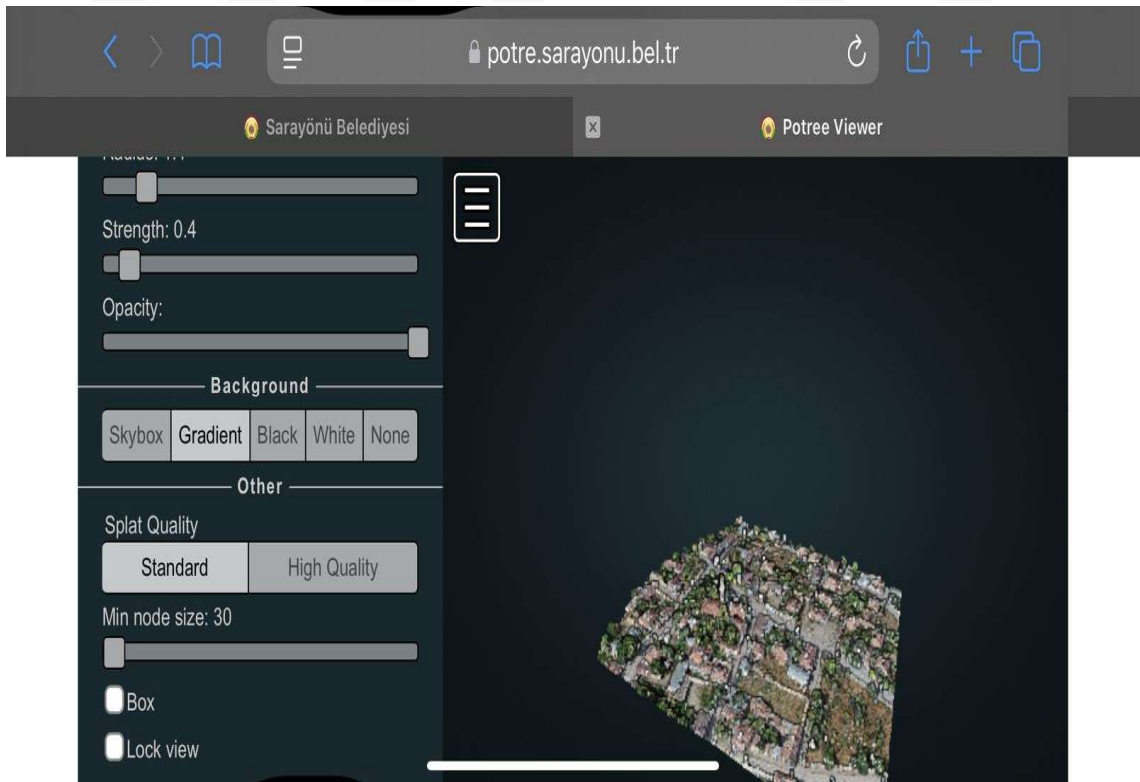 potre.sarayonu.bel.tr
Sarayönü Belediyesi
Potree Viewer
Strength: 0.4
Opacity:
Background
Skybox Gradient Black White None
Other
Splat Quality
Standard High Quality
Min node size: 30
Box
Lock view